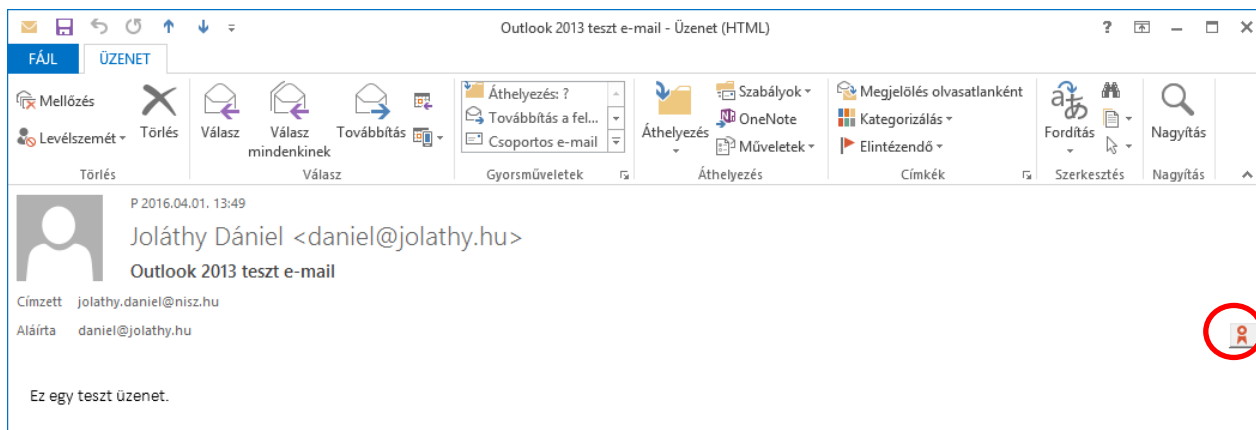 Outlook 2013 teszt e-mail - Üzenet (HTML)
FÁJL ÜZENET
Mellőzés
Levélszemét
Törlés
Válasz
Válasz mindenkinek
Továbbítás
Áthelyezés: ?
Továbbítás a fel...
Csoportos e-mail
Áthelyezés
Szabályok
OneNote
Műveletek
Megjelölés olvasatlanként
Kategorizálás
Elintézendő
Fordítás
Nagyítás
Törlés Válasz Gyorsműveletek Áthelyezés Címkék Szerkesztés Nagyítás
P 2016.04.01. 13:49
Joláthy Dániel <daniel@jolathy.hu>
Outlook 2013 teszt e-mail
Címzett jolathy.daniel@nisz.hu
Aláírta daniel@jolathy.hu
Ez egy teszt üzenet.